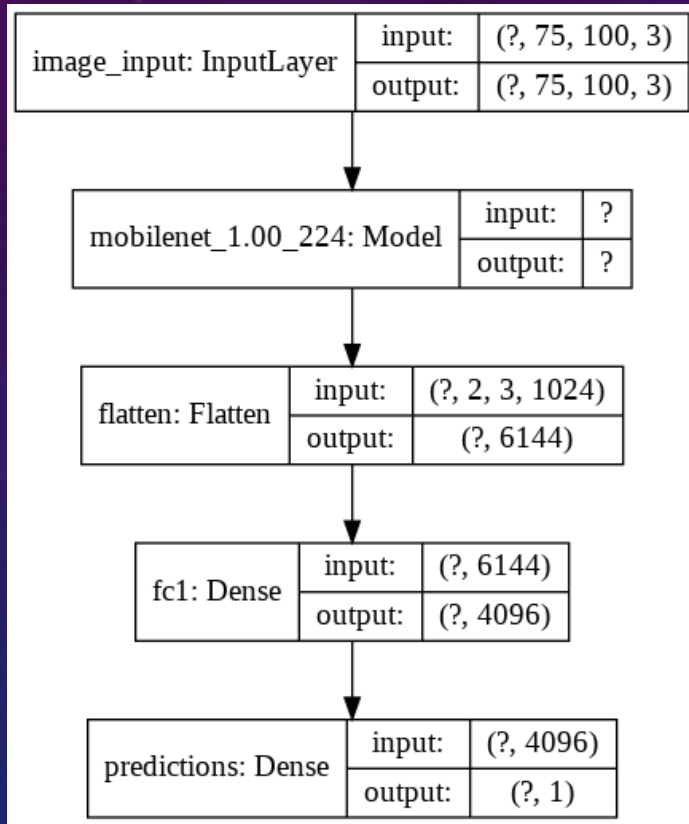 image_input: InputLayer
input: (?, 75, 100, 3)
output: (?, 75, 100, 3)
mobilenet_1.00_224: Model
input: ?
output: ?
flatten: Flatten
input: (?, 2, 3, 1024)
output: (?, 6144)
fc1: Dense
input: (?, 6144)
output: (?, 4096)
predictions: Dense
input: (?, 4096)
output: (?, 1)